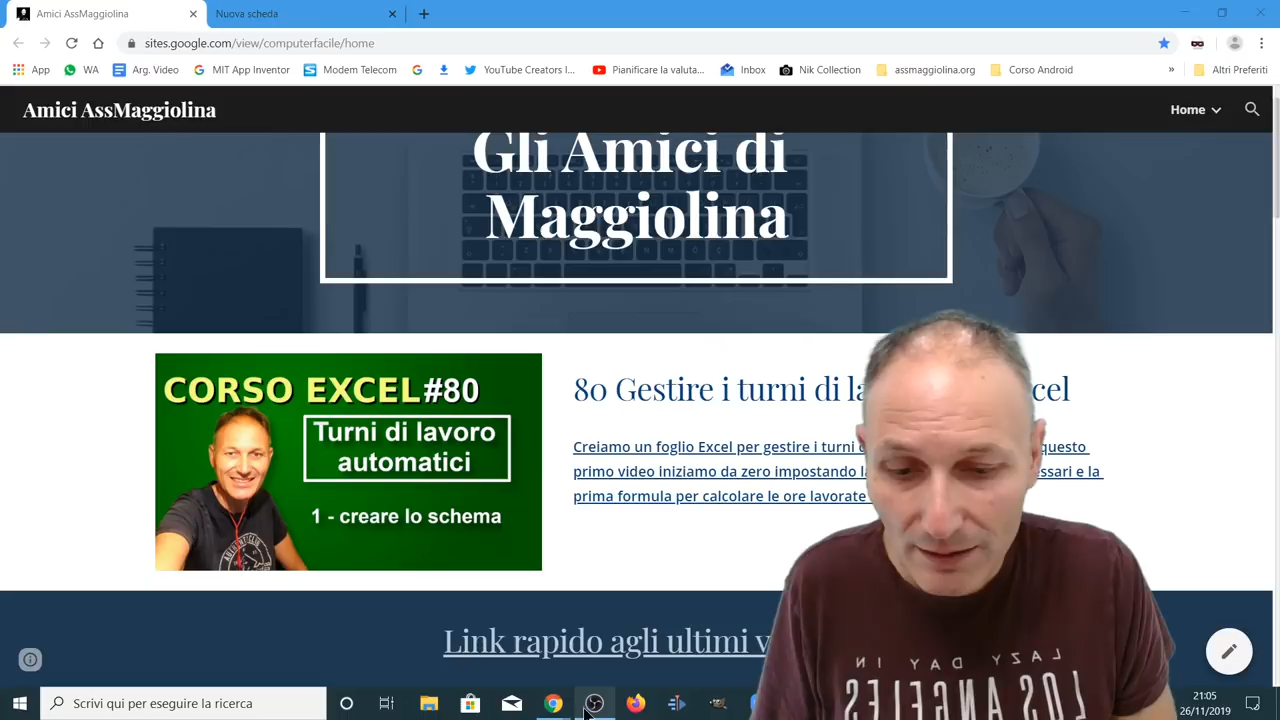 Amici AssMaggiolina
Nuova scheda
sites.google.com/view/computerfacile/home
App
WA
Arg. Video
MIT App Inventor
Modem Telecom
YouTube Creators I...
Pianificare la valuta...
Inbox
Nik Collection
assmaggiolina.org
Corso Android
»
Altri Preferiti
Amici AssMaggiolina
Home
Gli Amici di
Maggiolina
CORSO EXCEL #80
Turni di lavoro
automatici
1 - creare lo schema
80 Gestire i turni di la
Creiamo un foglio Excel per gestire i turni questo
primo video iniziamo da zero impostando e la
prima formula per calcolare le ore lavorate
Link rapido agli ultimi
LAZY DAY IN
LOS ANGELES
Scrivi qui per eseguire la ricerca
21:05
26/11/2019